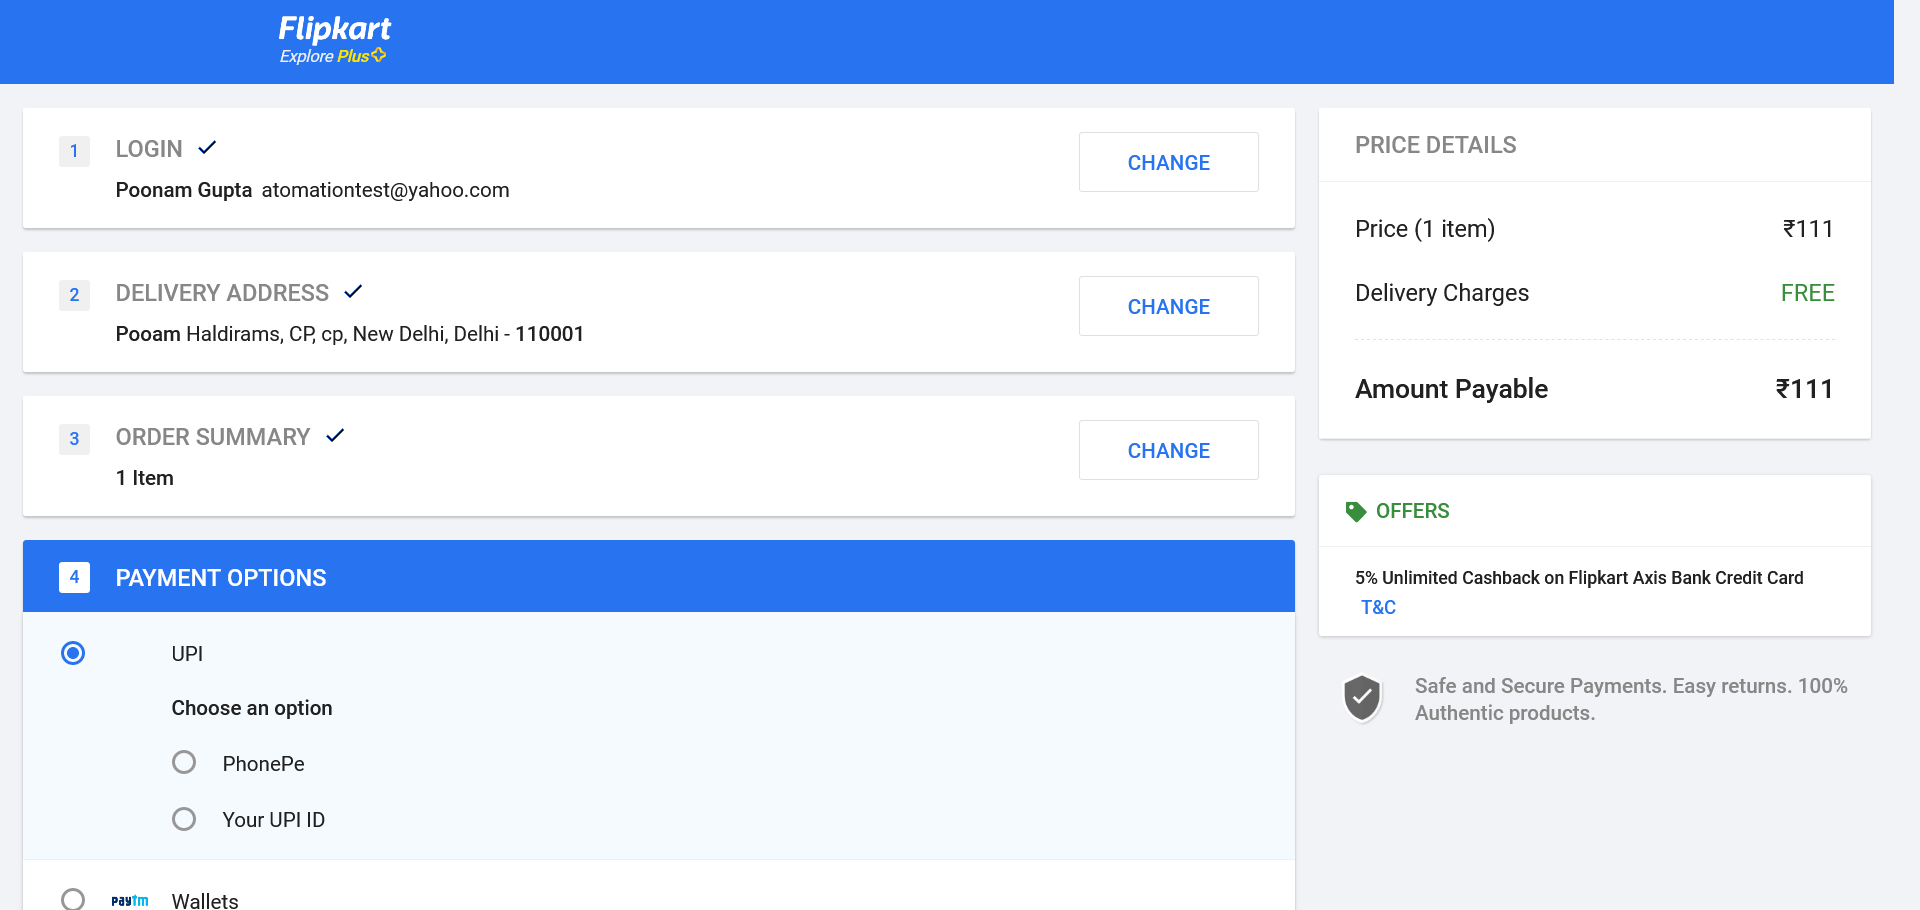 Flipkart
Explore Plus
1 LOGIN
CHANGE
Poonam Gupta atomationtest@yahoo.com
2 DELIVERY ADDRESS
CHANGE
Pooam Haldirams, CP, cp, New Delhi, Delhi - 110001
3 ORDER SUMMARY
CHANGE
1 Item
4 PAYMENT OPTIONS
UPI
Choose an option
PhonePe
Your UPI ID
paytm Wallets
PRICE DETAILS
Price (1 item) ₹111
Delivery Charges FREE
Amount Payable ₹111
OFFERS
5% Unlimited Cashback on Flipkart Axis Bank Credit Card
T&C
Safe and Secure Payments. Easy returns. 100%
Authentic products.